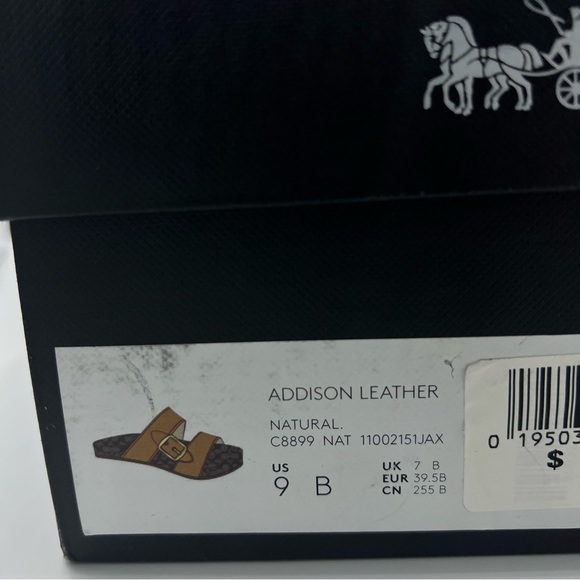 ADDISON LEATHER
NATURAL.
C8899 NAT 11002151JAX
US
9 B
UK 7 B
EUR 39.5B
CN 255 B
0 19503
$